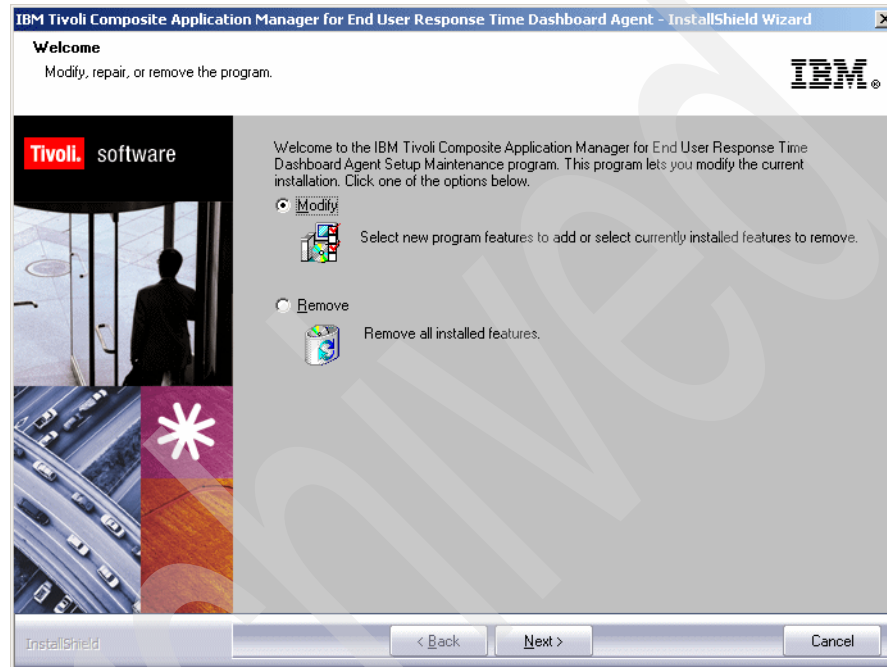 IBM Tivoli Composite Application Manager for End User Response Time Dashboard Agent - InstallShield Wizard
Welcome
Modify, repair, or remove the program.
IBM®
Tivoli. software
Welcome to the IBM Tivoli Composite Application Manager for End User Response Time
Dashboard Agent Setup Maintenance program. This program lets you modify the current
installation. Click one of the options below.
Modify
Select new program features to add or select currently installed features to remove.
Remove
Remove all installed features.
InstallShield
< Back
Next >
Cancel